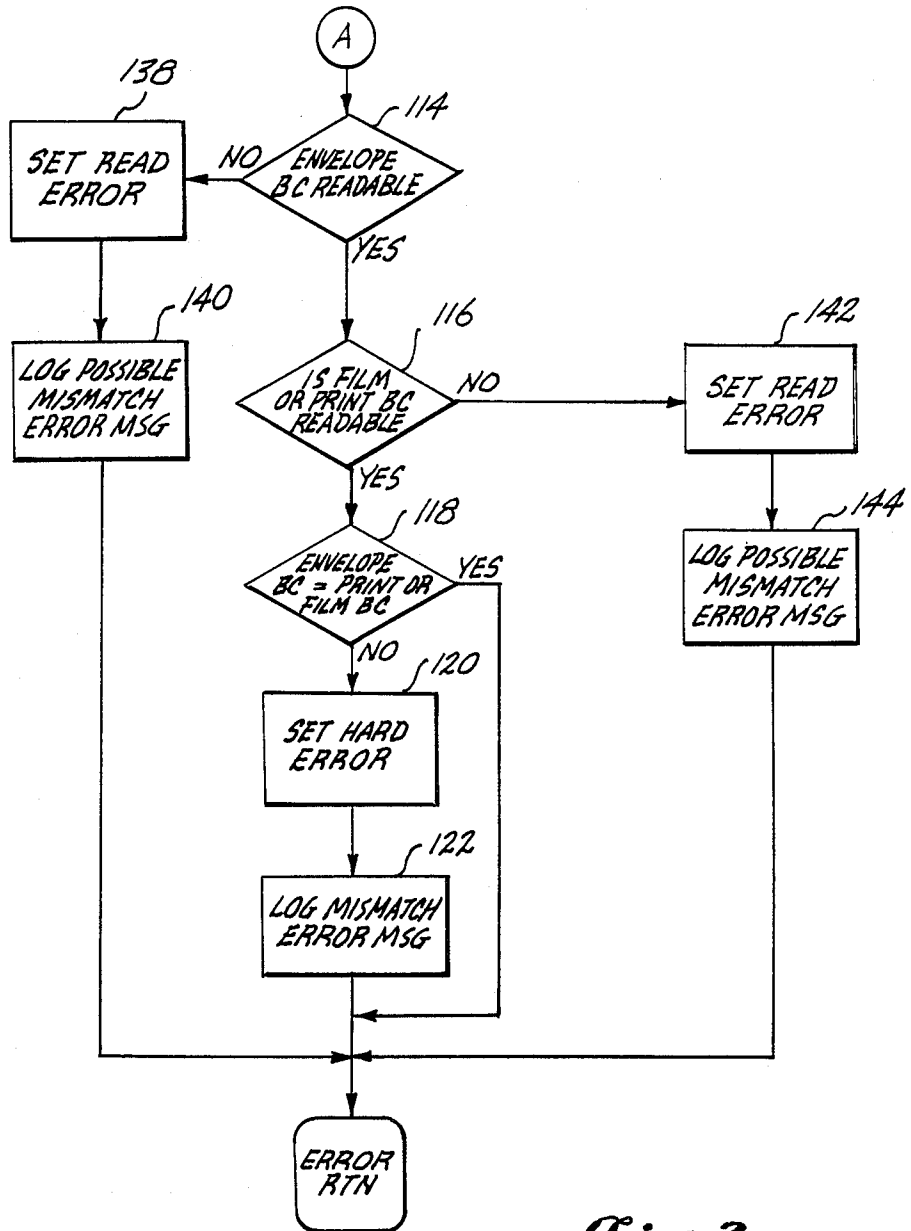 A
114
ENVELOPE
BC READABLE
NO
YES
138
SET READ
ERROR
140
LOG POSSIBLE
MISMATCH
ERROR MSG
116
IS FILM
OR PRINT BC
READABLE
NO
YES
142
SET READ
ERROR
144
LOG POSSIBLE
MISMATCH
ERROR MSG
118
ENVELOPE
BC = PRINT OR
FILM BC
YES
NO
120
SET HARD
ERROR
122
LOG MISMATCH
ERROR MSG
ERROR
RTN